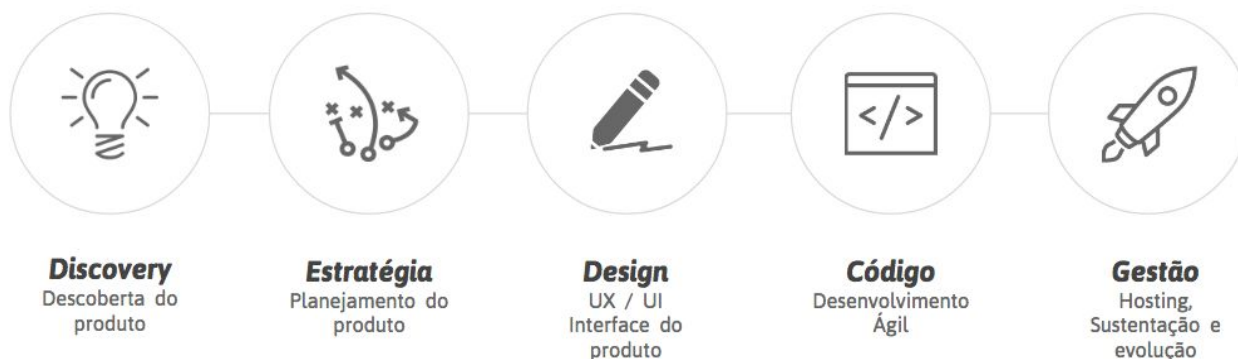 Discovery
Descoberta do
produto
Estratégia
Planejamento do
produto
Design
UX / UI
Interface do
produto
Código
Desenvolvimento
Ágil
Gestão
Hosting,
Sustentação e
evolução